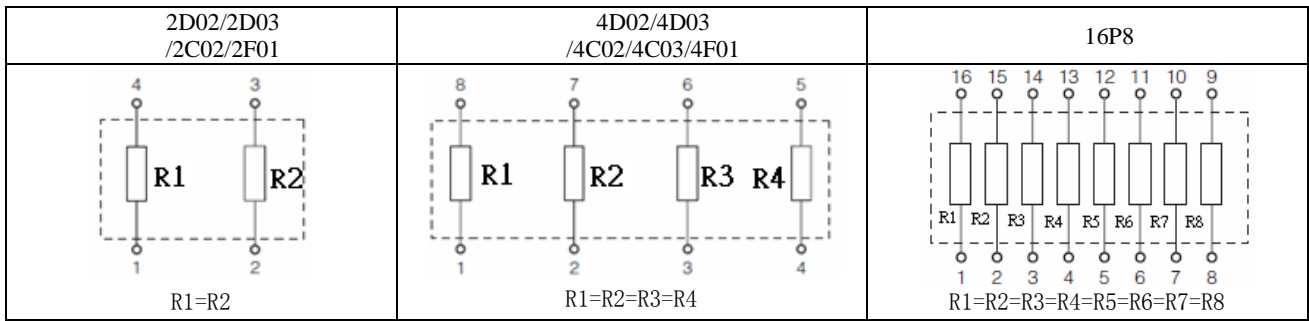 2D02/2D03
/2C02/2F01
4D02/4D03
/4C02/4C03/4F01
16P8
4 3
R1 R2
1 2
R1=R2
8 7 6 5
R1 R2 R3 R4
1 2 3 4
R1=R2=R3=R4
16 15 14 13 12 11 10 9
R1 R2 R3 R4 R5 R6 R7 R8
1 2 3 4 5 6 7 8
R1=R2=R3=R4=R5=R6=R7=R8